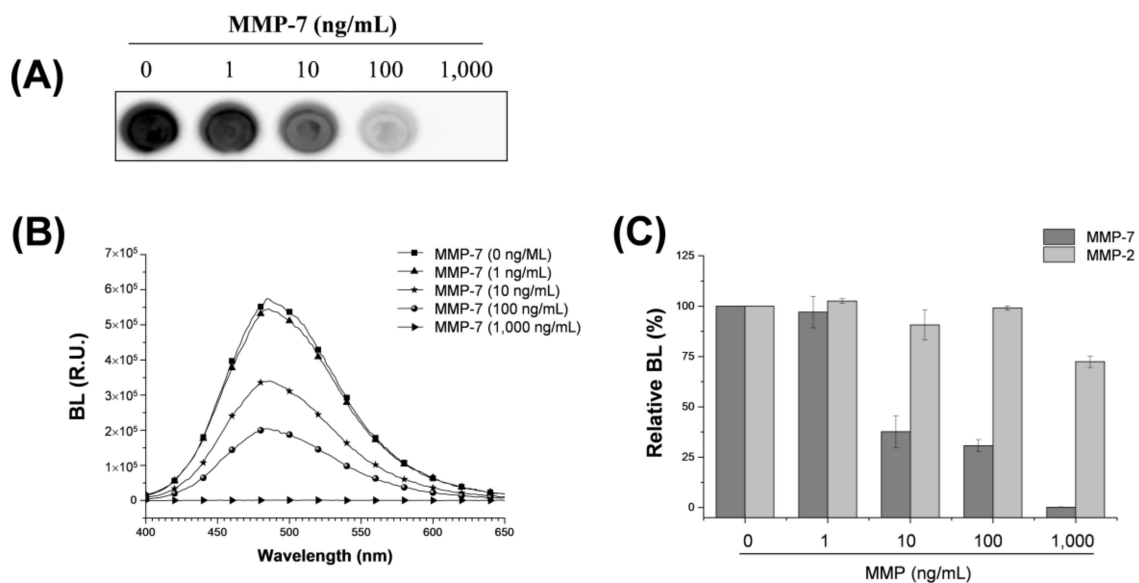 MMP-7 (ng/mL)
(A)
0 1 10 100 1,000
(B)
7×10⁵
6×10⁵
5×10⁵
4×10⁵
3×10⁵
2×10⁵
1×10⁵
0
BL (R.U.)
400 450 500 550 600 650
Wavelength (nm)
MMP-7 (0 ng/ML)
MMP-7 (1 ng/mL)
MMP-7 (10 ng/mL)
MMP-7 (100 ng/mL)
MMP-7 (1,000 ng/mL)
(C)
MMP-7
MMP-2
125
100
75
50
25
0
Relative BL (%)
0 1 10 100 1,000
MMP (ng/mL)